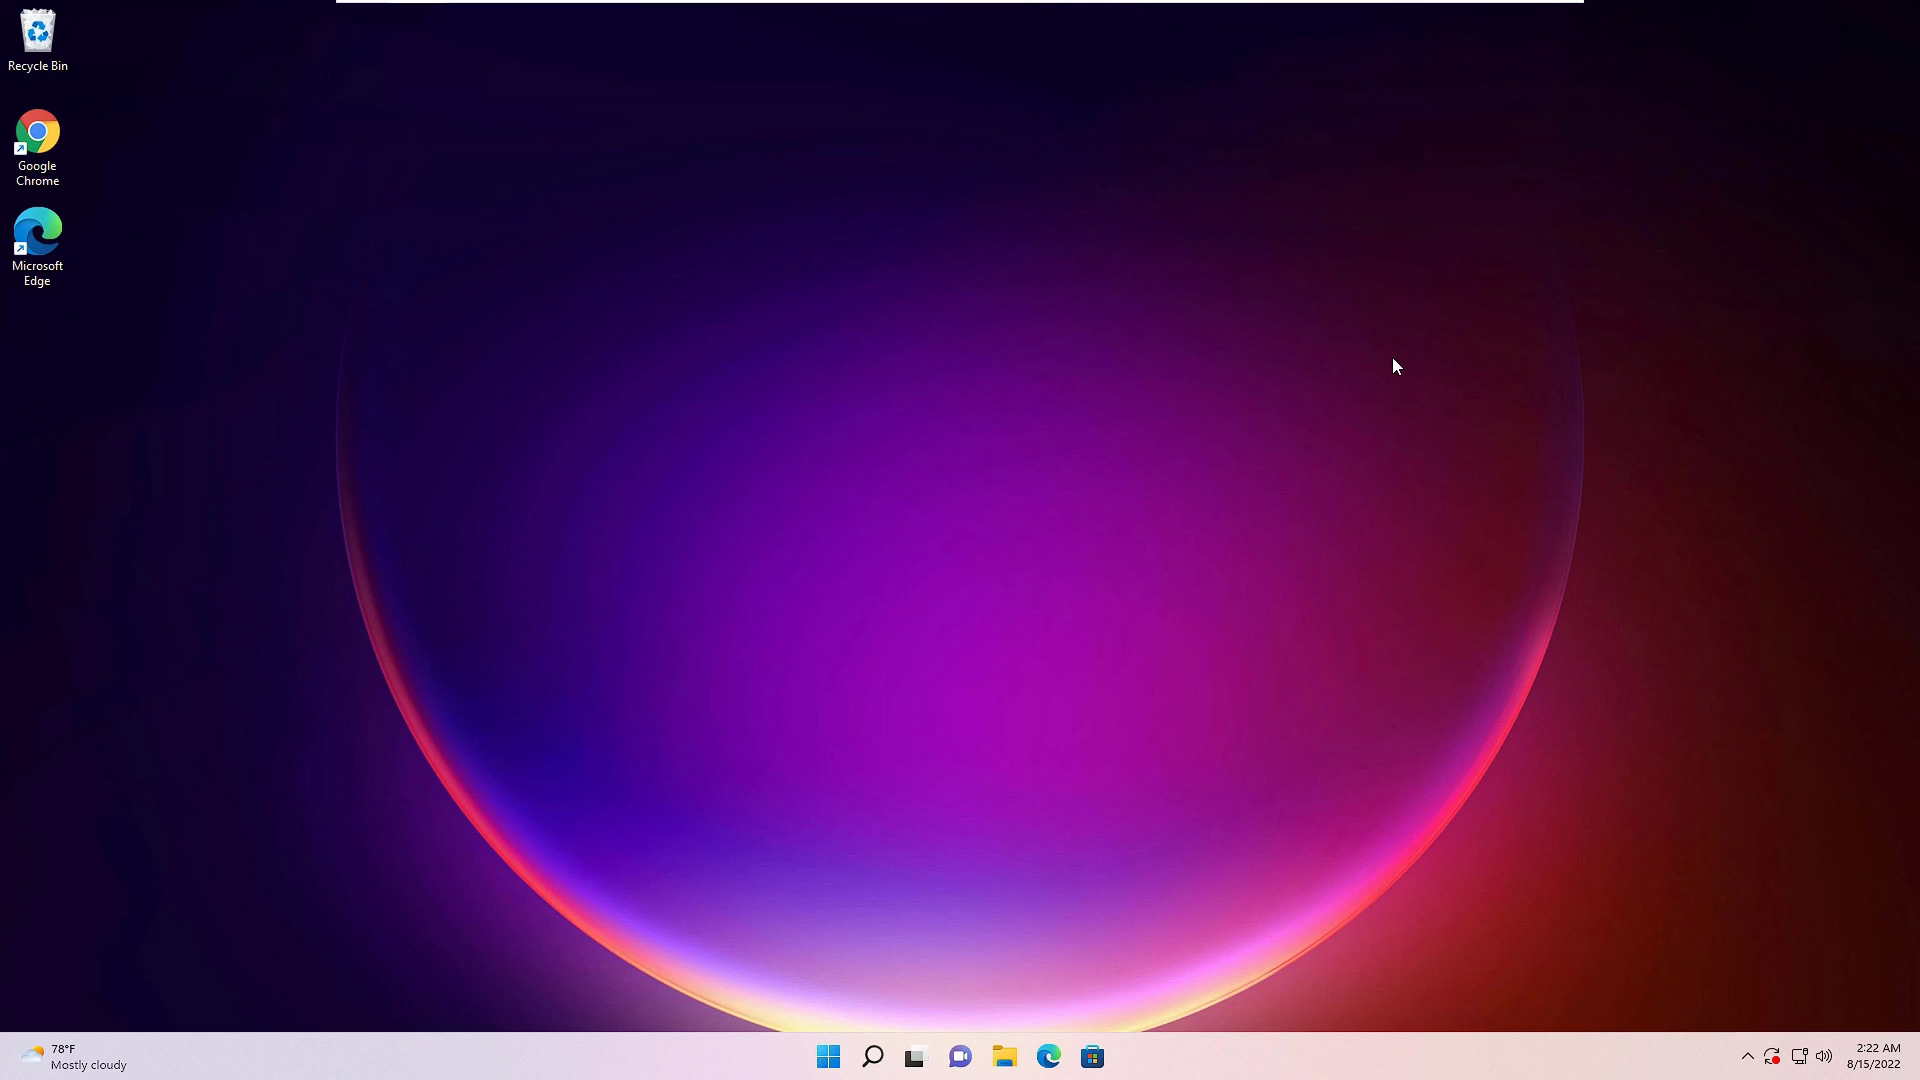 Recycle Bin
Google
Chrome
Microsoft
Edge
78°F
Mostly cloudy
2:22 AM
8/15/2022